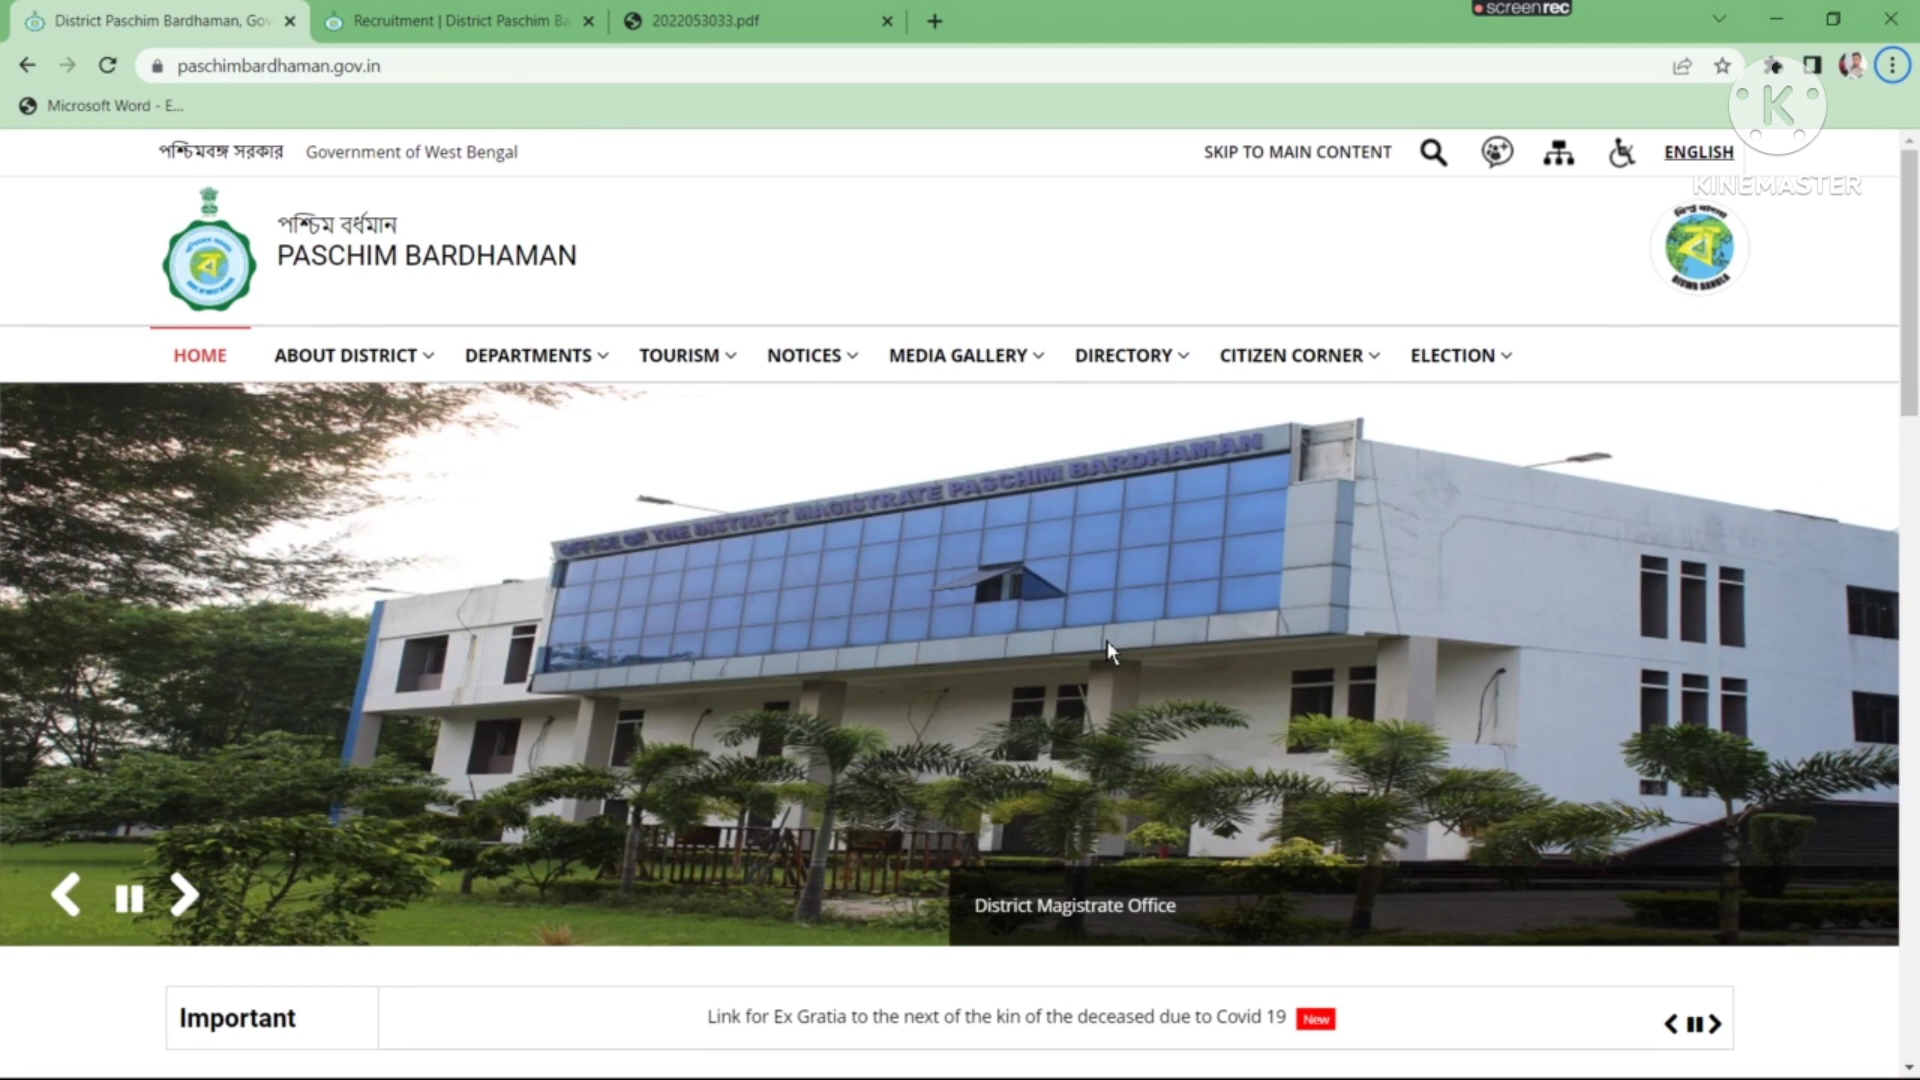 screenrec
District Paschim Bardhaman, Gov
Recruitment | District Paschim Ba
2022053033.pdf
paschimbardhaman.gov.in
Microsoft Word - E...
K
KINEMASTER
পশ্চিমবঙ্গ সরকার Government of West Bengal
SKIP TO MAIN CONTENT ENGLISH
পশ্চিম বর্ধমান
PASCHIM BARDHAMAN
ব
BISWA BANGLA
HOME ABOUT DISTRICT DEPARTMENTS TOURISM NOTICES MEDIA GALLERY DIRECTORY CITIZEN CORNER ELECTION
OFFICE OF THE DISTRICT MAGISTRATE PASCHIM BARDHAMAN
District Magistrate Office
Important
Link for Ex Gratia to the next of the kin of the deceased due to Covid 19 New